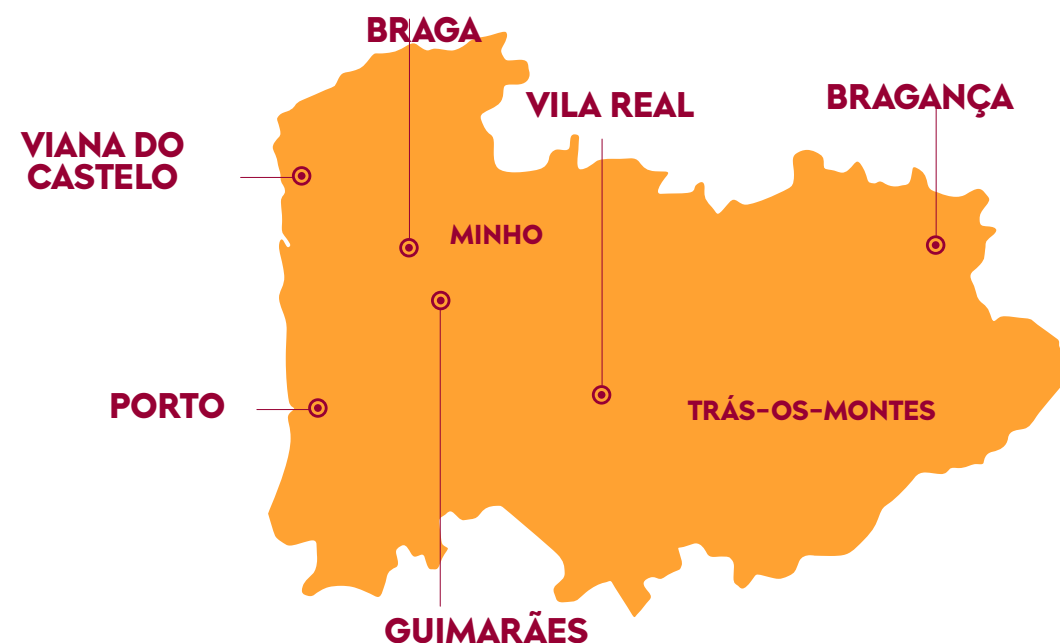 BRAGA
VILA REAL
BRAGANÇA
VIANA DO
CASTELO
MINHO
PORTO
TRÁS-OS-MONTES
GUIMARÃES